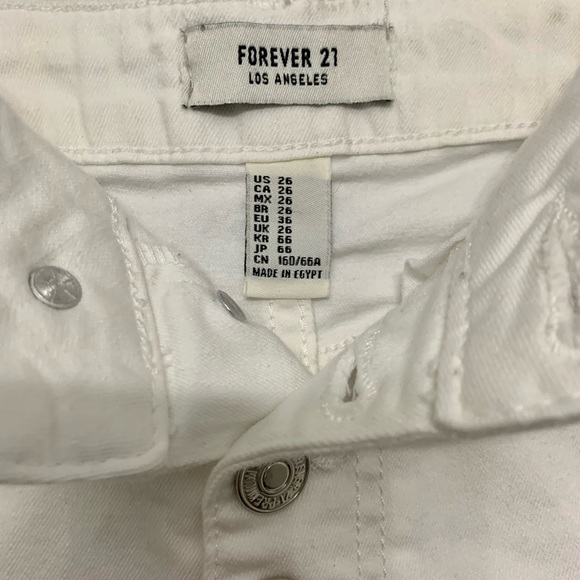 FOREVER 21
LOS ANGELES
US 26
CA 26
MX 26
BR 26
EU 36
UK 26
KR 66
JP 66
CN 160/66A
MADE IN EGYPT